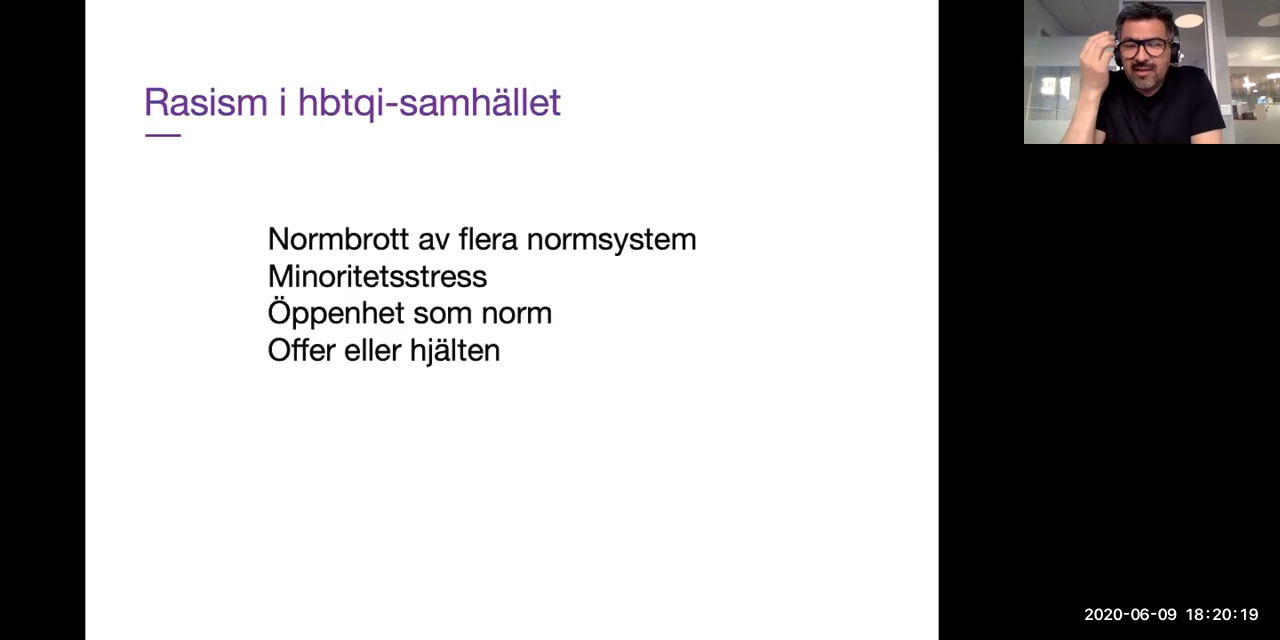 Rasism i hbtqi-samhället
Normbrott av flera normsystem
Minoritetsstress
Öppenhet som norm
Offer eller hjälten
2020-06-09 18:20:19